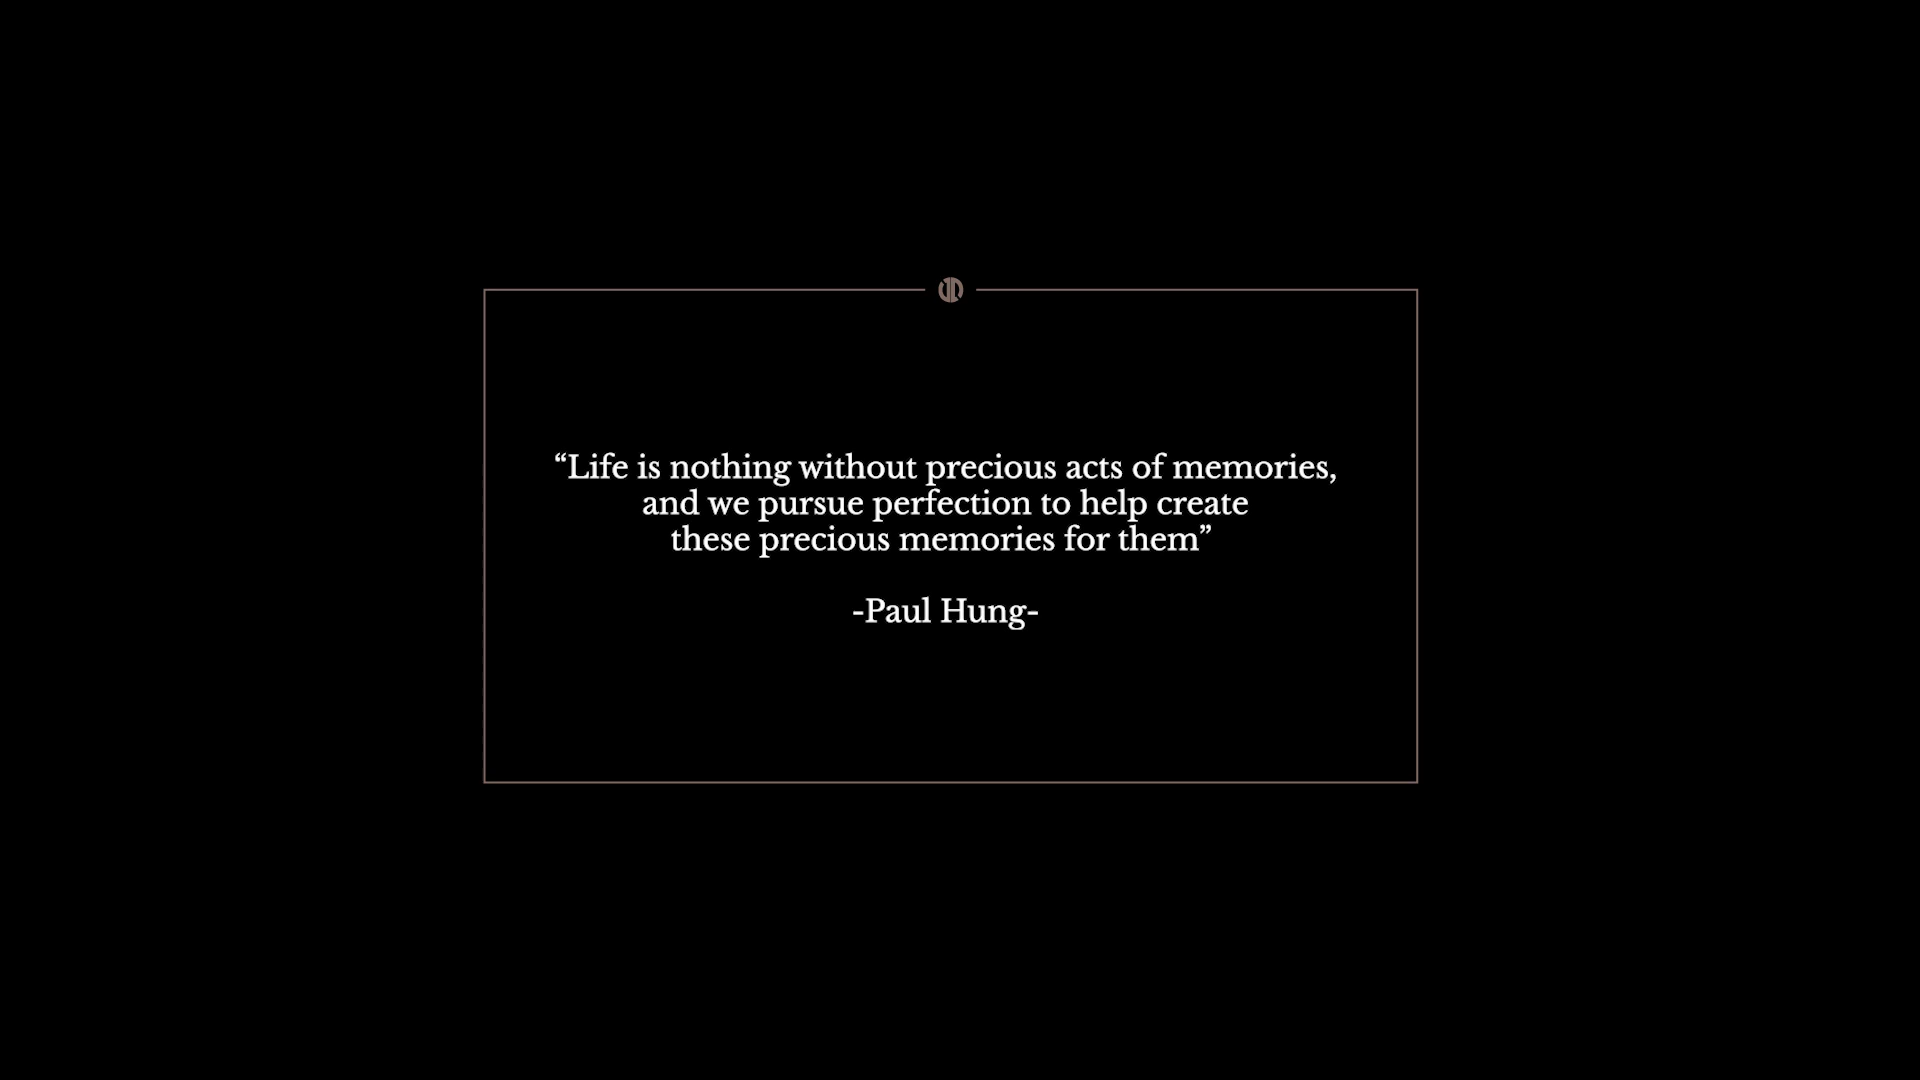 “Life is nothing without precious acts of memories,
and we pursue perfection to help create
these precious memories for them”
-Paul Hung-